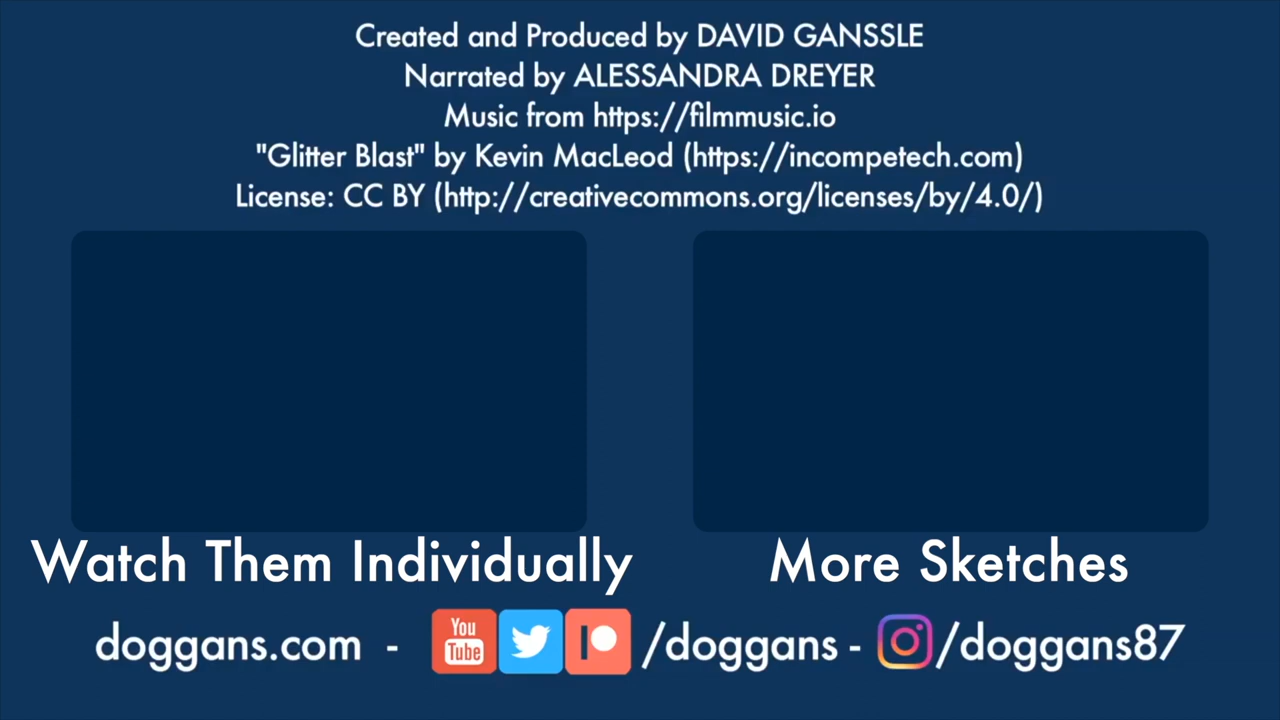 Created and Produced by DAVID GANSSLE
Narrated by ALESSANDRA DREYER
Music from https://filmmusic.io
"Glitter Blast" by Kevin MacLeod (https://incompetech.com)
License: CC BY (http://creativecommons.org/licenses/by/4.0/)
Watch Them Individually
More Sketches
doggans.com - You Tube /doggans - /doggans87